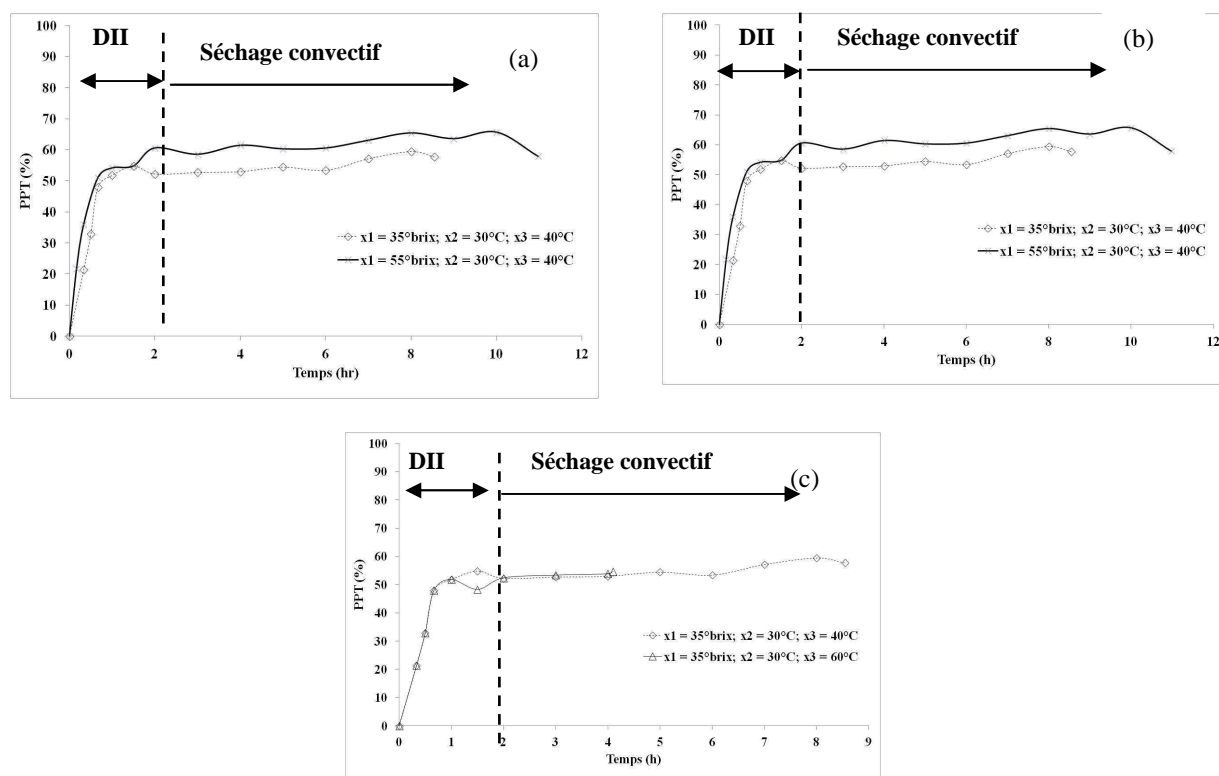 DII
Séchage convectif
(a)
PPT (%)
100
90
80
70
60
50
40
30
20
10
0
x1 = 35°brix; x2 = 30°C; x3 = 40°C
x1 = 55°brix; x2 = 30°C; x3 = 40°C
0 2 4 6 8 10 12
Temps (hr)
DII
Séchage convectif
(b)
PPT (%)
100
90
80
70
60
50
40
30
20
10
0
x1 = 35°brix; x2 = 30°C; x3 = 40°C
x1 = 55°brix; x2 = 30°C; x3 = 40°C
0 2 4 6 8 10 12
Temps (h)
DII
Séchage convectif
(c)
PPT (%)
100
90
80
70
60
50
40
30
20
10
0
x1 = 35°brix; x2 = 30°C; x3 = 40°C
x1 = 35°brix; x2 = 30°C; x3 = 60°C
0 1 2 3 4 5 6 7 8 9
Temps (h)